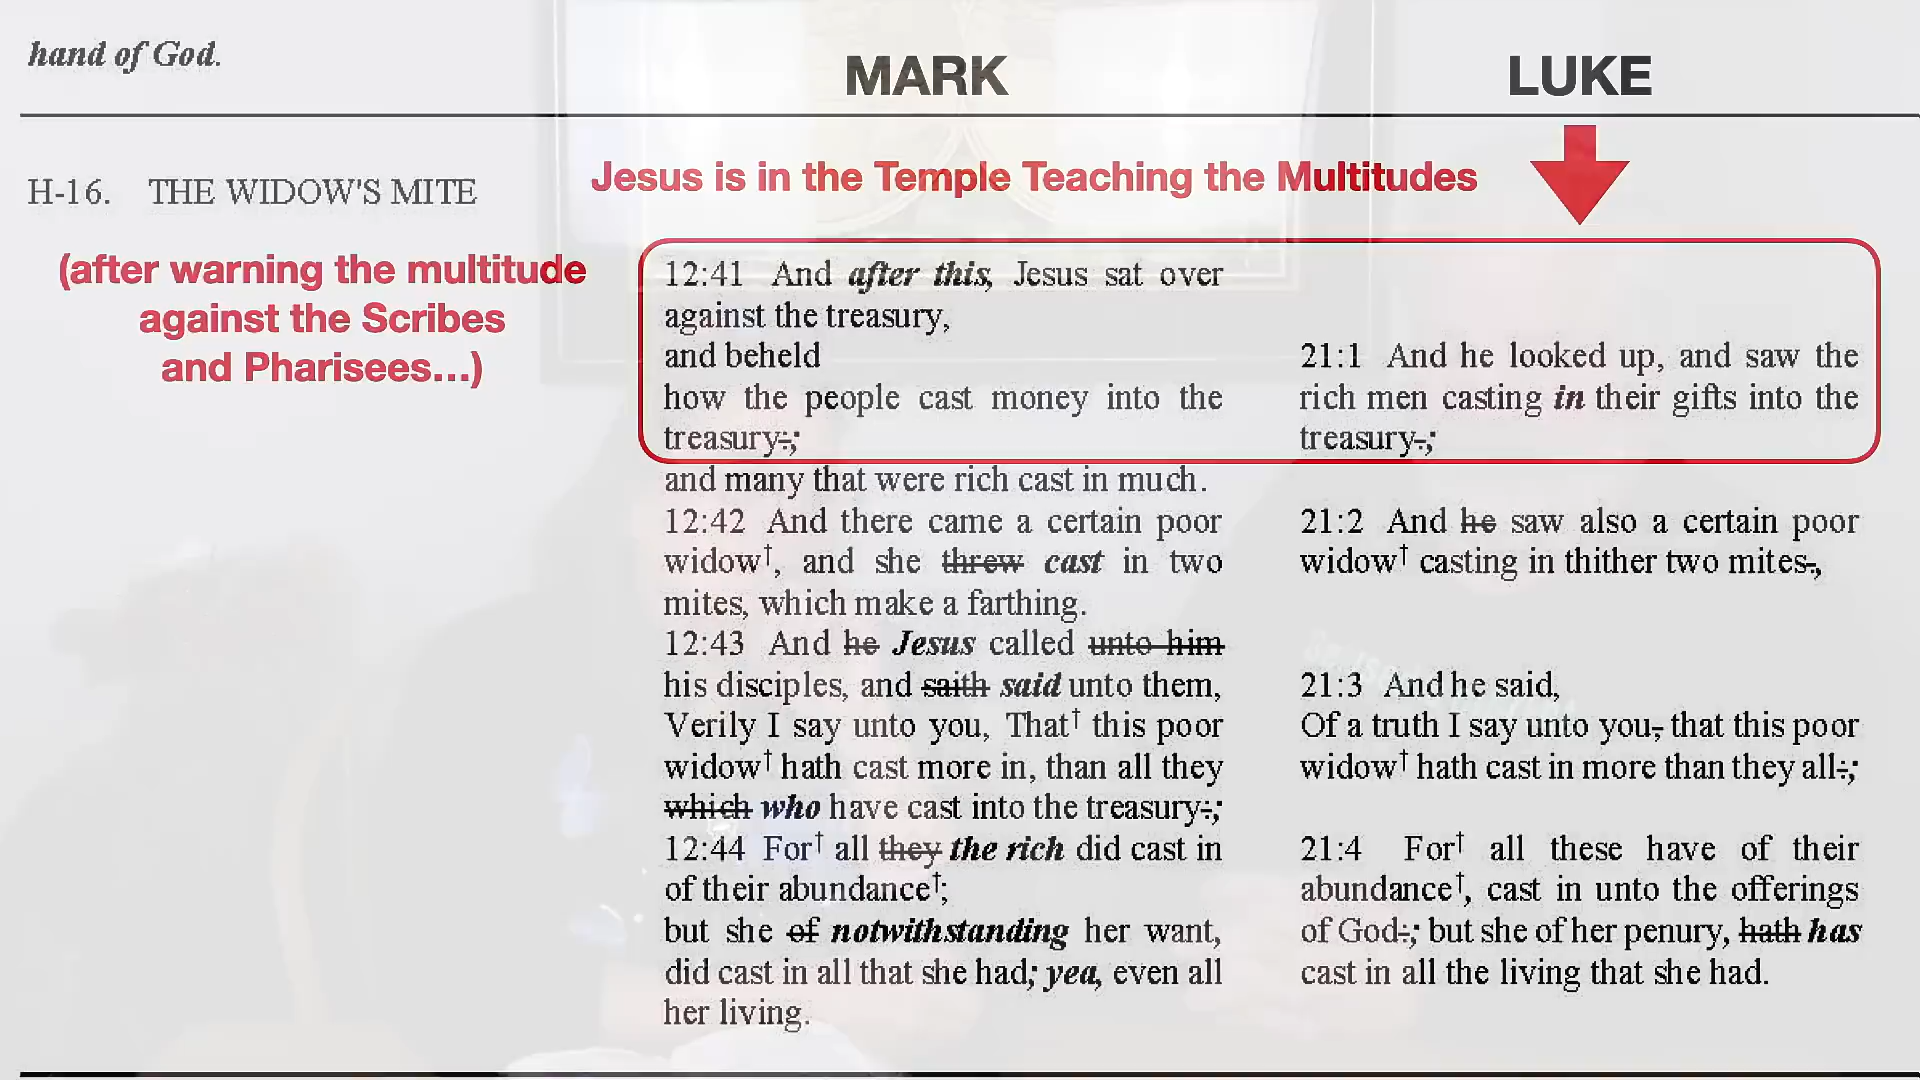 hand of God.
MARK
LUKE
H-16. THE WIDOW'S MITE
Jesus is in the Temple Teaching the Multitudes
(after warning the multitude
against the Scribes
and Pharisees...)
12:41 And after this, Jesus sat over
against the treasury,
and beheld
how the people cast money into the
treasury:;
and many that were rich cast in much.
12:42 And there came a certain poor
widow†, and she threw cast in two
mites, which make a farthing.
12:43 And he Jesus called unto him
his disciples, and saith said unto them,
Verily I say unto you, That† this poor
widow† hath cast more in, than all they
which who have cast into the treasury:;
12:44 For† all they the rich did cast in
of their abundance†;
but she of notwithstanding her want,
did cast in all that she had; yea, even all
her living.
21:1 And he looked up, and saw the
rich men casting in their gifts into the
treasury.;
21:2 And he saw also a certain poor
widow† casting in thither two mites.,
21:3 And he said,
Of a truth I say unto you, that this poor
widow† hath cast in more than they all:;
21:4 For† all these have of their
abundance†, cast in unto the offerings
of God:; but she of her penury, hath has
cast in all the living that she had.